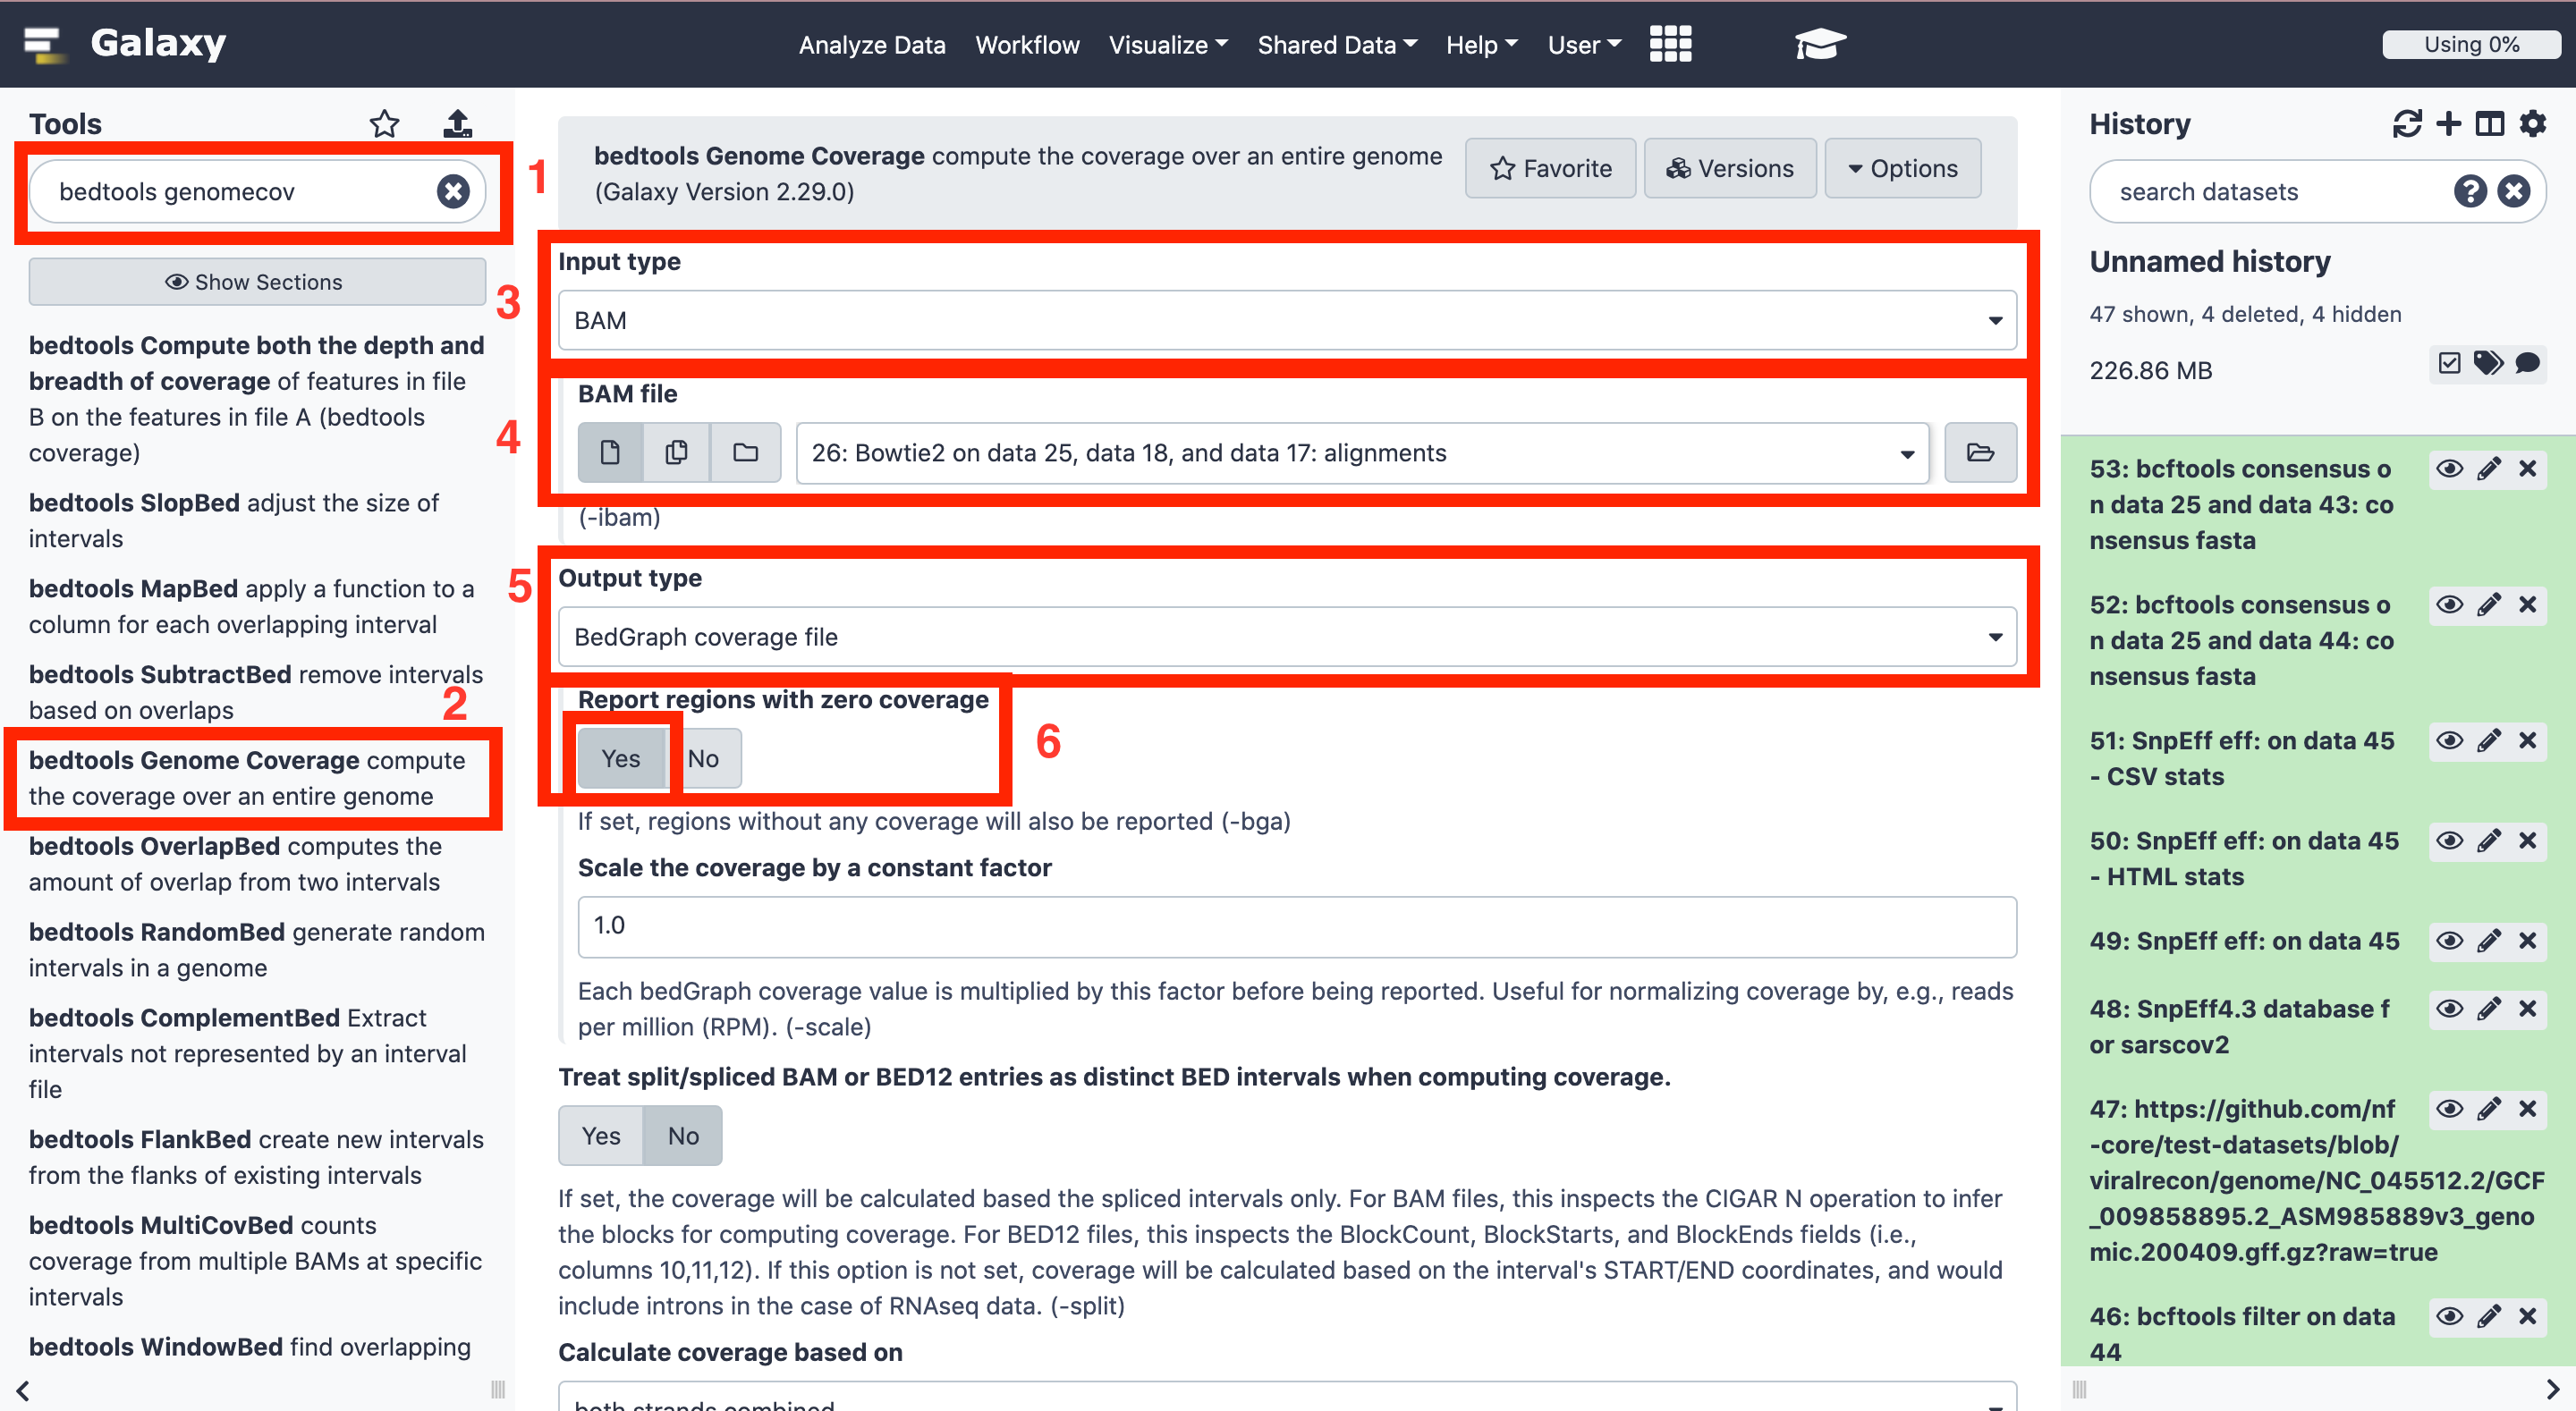 Galaxy
Analyze Data Workflow Visualize Shared Data Help User
Using 0%
Tools
bedtools genomecov
1
Show Sections
bedtools Compute both the depth and
breadth of coverage of features in file
B on the features in file A (bedtools
coverage)
bedtools SlopBed adjust the size of
intervals
bedtools MapBed apply a function to a
column for each overlapping interval
bedtools SubtractBed remove intervals
based on overlaps
2
bedtools Genome Coverage compute
the coverage over an entire genome
bedtools OverlapBed computes the
amount of overlap from two intervals
bedtools RandomBed generate random
intervals in a genome
bedtools ComplementBed Extract
intervals not represented by an interval
file
bedtools FlankBed create new intervals
from the flanks of existing intervals
bedtools MultiCovBed counts
coverage from multiple BAMs at specific
intervals
bedtools WindowBed find overlapping
bedtools Genome Coverage compute the coverage over an entire genome
(Galaxy Version 2.29.0)
Favorite
Versions
Options
3
Input type
BAM
4
BAM file
26: Bowtie2 on data 25, data 18, and data 17: alignments
(-ibam)
5
Output type
BedGraph coverage file
Report regions with zero coverage
Yes No
6
If set, regions without any coverage will also be reported (-bga)
Scale the coverage by a constant factor
1.0
Each bedGraph coverage value is multiplied by this factor before being reported. Useful for normalizing coverage by, e.g., reads
per million (RPM). (-scale)
Treat split/spliced BAM or BED12 entries as distinct BED intervals when computing coverage.
Yes No
If set, the coverage will be calculated based the spliced intervals only. For BAM files, this inspects the CIGAR N operation to infer
the blocks for computing coverage. For BED12 files, this inspects the BlockCount, BlockStarts, and BlockEnds fields (i.e.,
columns 10,11,12). If this option is not set, coverage will be calculated based on the interval's START/END coordinates, and would
include introns in the case of RNAseq data. (-split)
Calculate coverage based on
both strands combined
History
search datasets
Unnamed history
47 shown, 4 deleted, 4 hidden
226.86 MB
53: bcftools consensus o
n data 25 and data 43: co
nsensus fasta
52: bcftools consensus o
n data 25 and data 44: co
nsensus fasta
51: SnpEff eff: on data 45
- CSV stats
50: SnpEff eff: on data 45
- HTML stats
49: SnpEff eff: on data 45
48: SnpEff4.3 database f
or sarscov2
47: https://github.com/nf
-core/test-datasets/blob/
viralrecon/genome/NC_045512.2/GCF
_009858895.2_ASM985889v3_geno
mic.200409.gff.gz?raw=true
46: bcftools filter on data
44